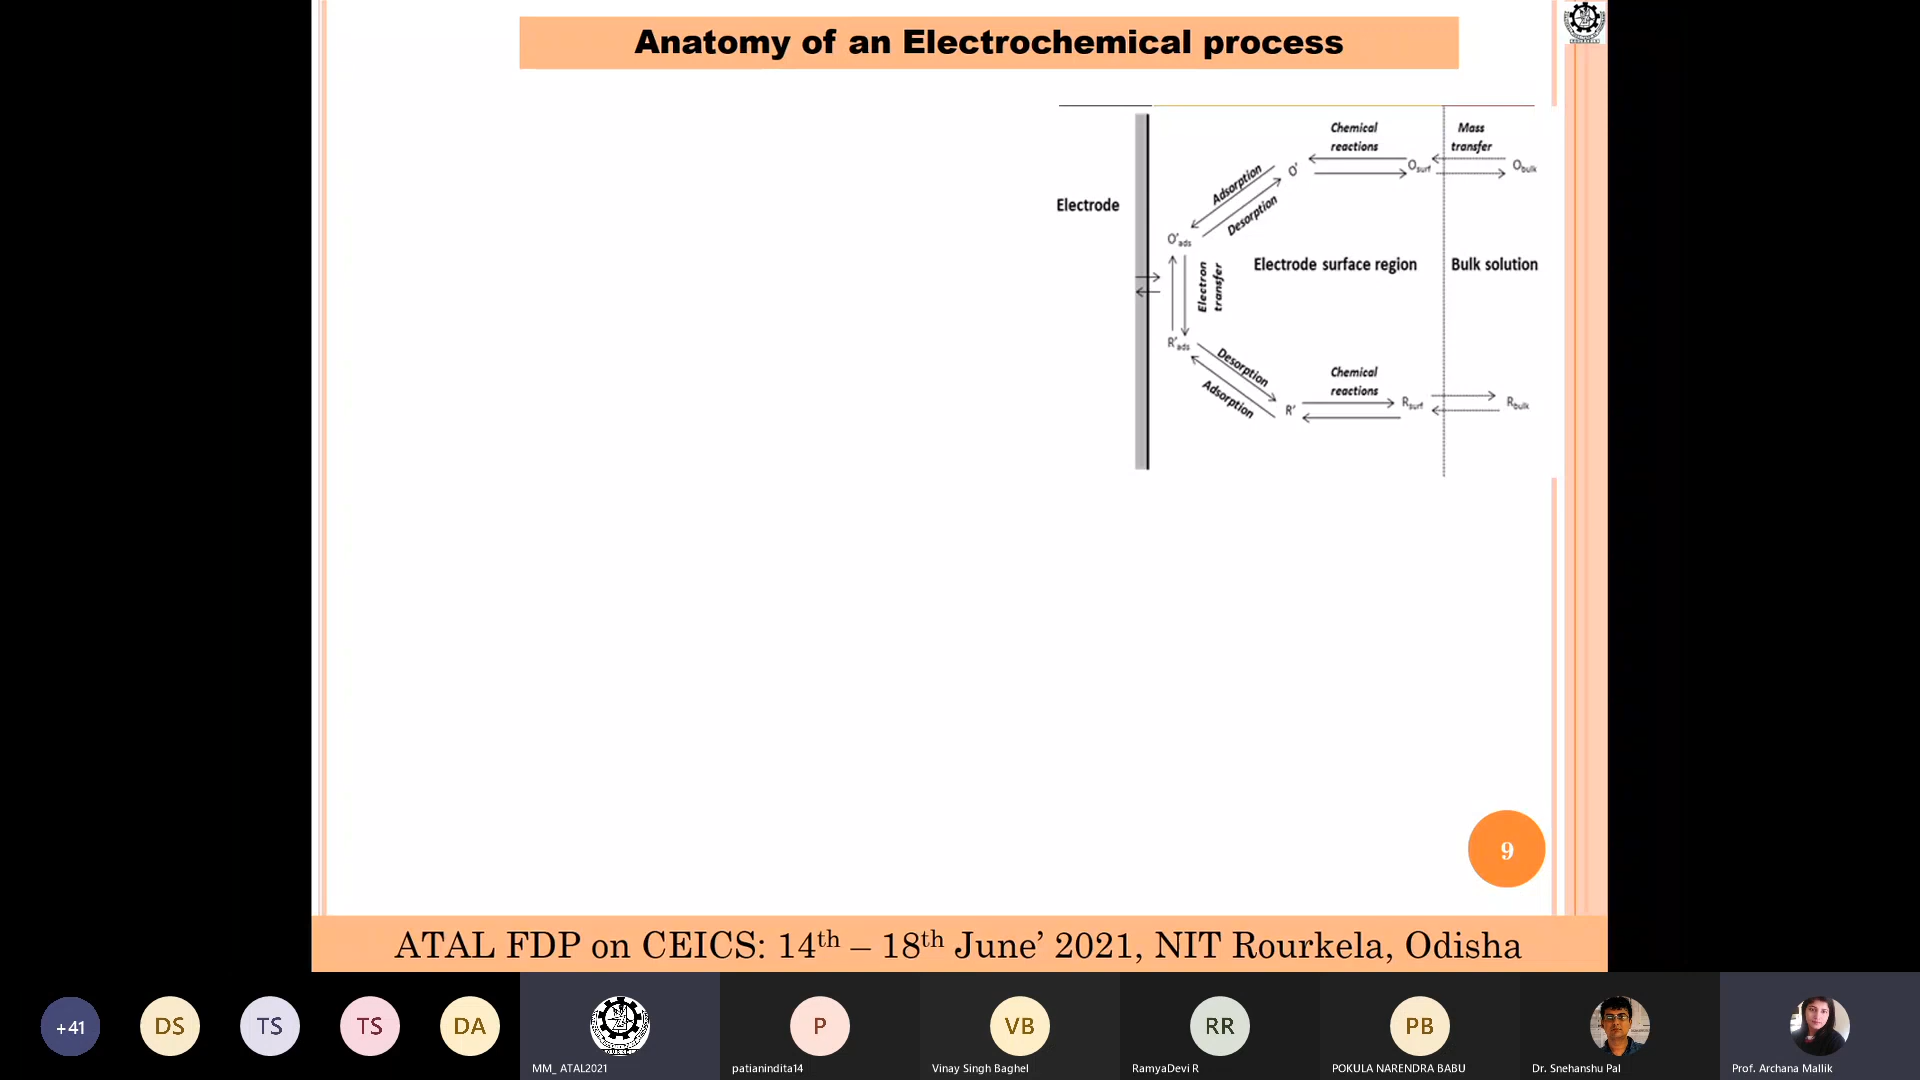 Anatomy of an Electrochemical process
Chemical
reactions
Mass
transfer
O'
Osurf
Obulk
Adsorption
Desorption
Electrode
O'ads
Electron
transfer
Electrode surface region
Bulk solution
R'ads
Desorption
Adsorption
Chemical
reactions
R'
Rsurf
Rbulk
9
ATAL FDP on CEICS: 14th – 18th June’ 2021, NIT Rourkela, Odisha
+41
DS
TS
TS
DA
P
VB
RR
PB
MM_ ATAL2021
patianindita14
Vinay Singh Baghel
RamyaDevi R
POKULA NARENDRA BABU
Dr. Snehanshu Pal
Prof. Archana Mallik